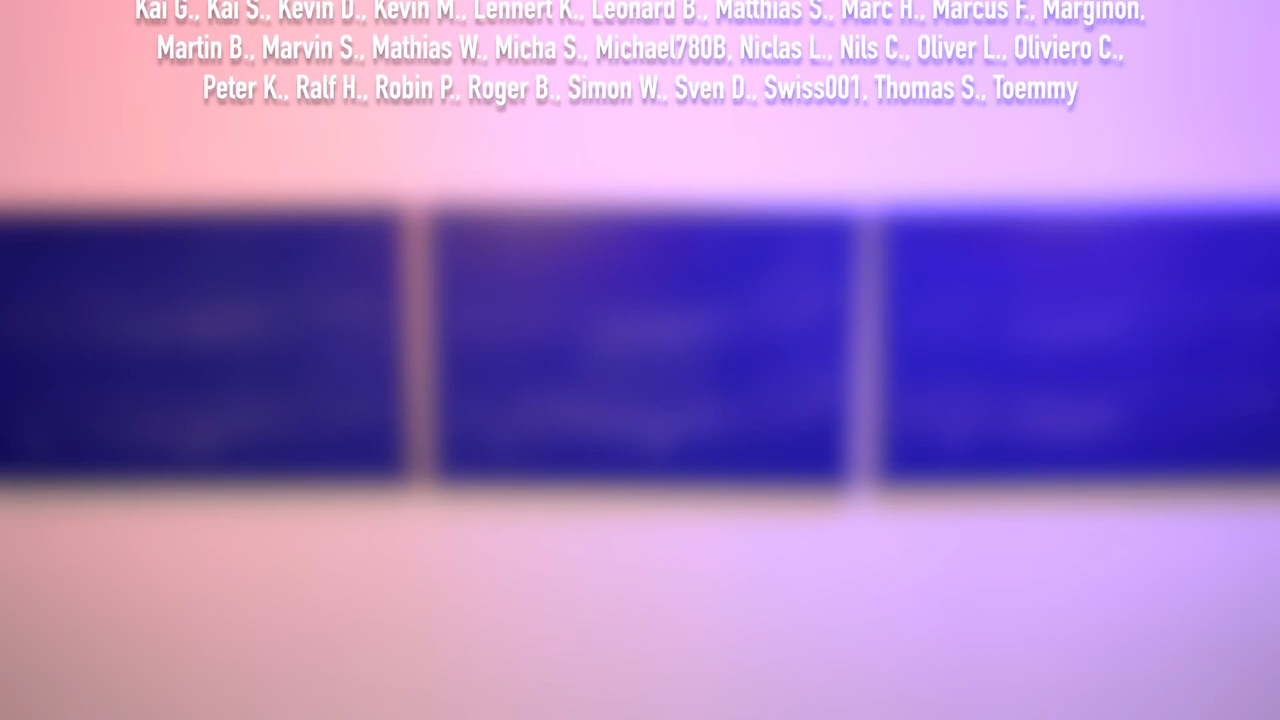 Kai G., Kai S., Kevin D., Kevin M., Lennert K., Leonard B., Matthias S., Marc H., Marcus F., Marginon,
Martin B., Marvin S., Mathias W., Micha S., Michael780B, Niclas L., Nils C., Oliver L., Oliviero C.,
Peter K., Ralf H., Robin P., Roger B., Simon W., Sven D., Swiss001, Thomas S., Toemmy